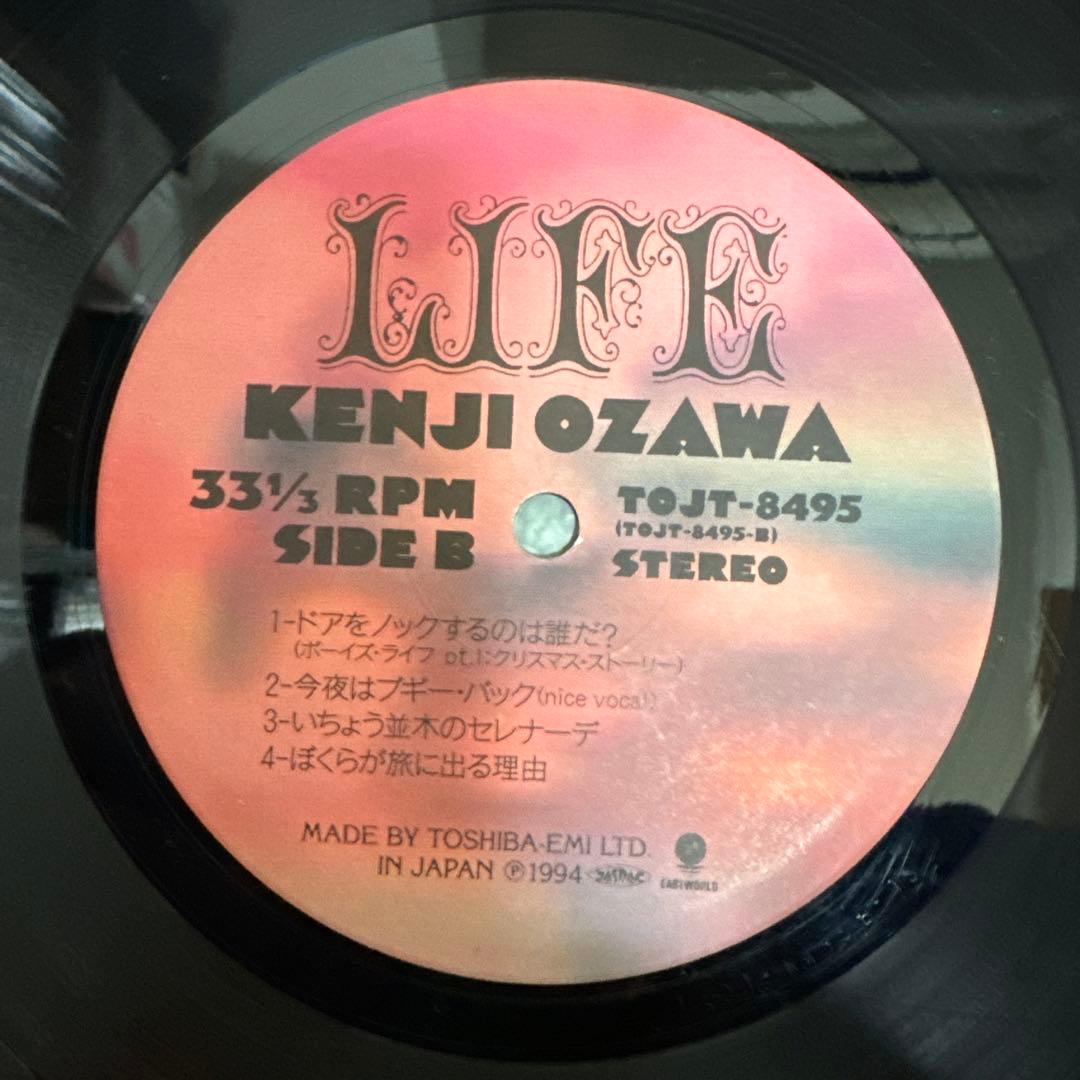 LIFE
KENJI OZAWA
33 1/3 RPM
SIDE B
TOJT-8495
(TOJT-8495-B)
STEREO
1-ドアをノックするのは誰だ?
(ボーイズ・ライフ pt.1:クリスマス・ストーリー)
2-今夜はブギー・バック(nice vocal)
3-いちょう並木のセレナーデ
4-ぼくらが旅に出る理由
MADE BY TOSHIBA-EMI LTD.
IN JAPAN ℗1994 JASRAC
EASTWORLD